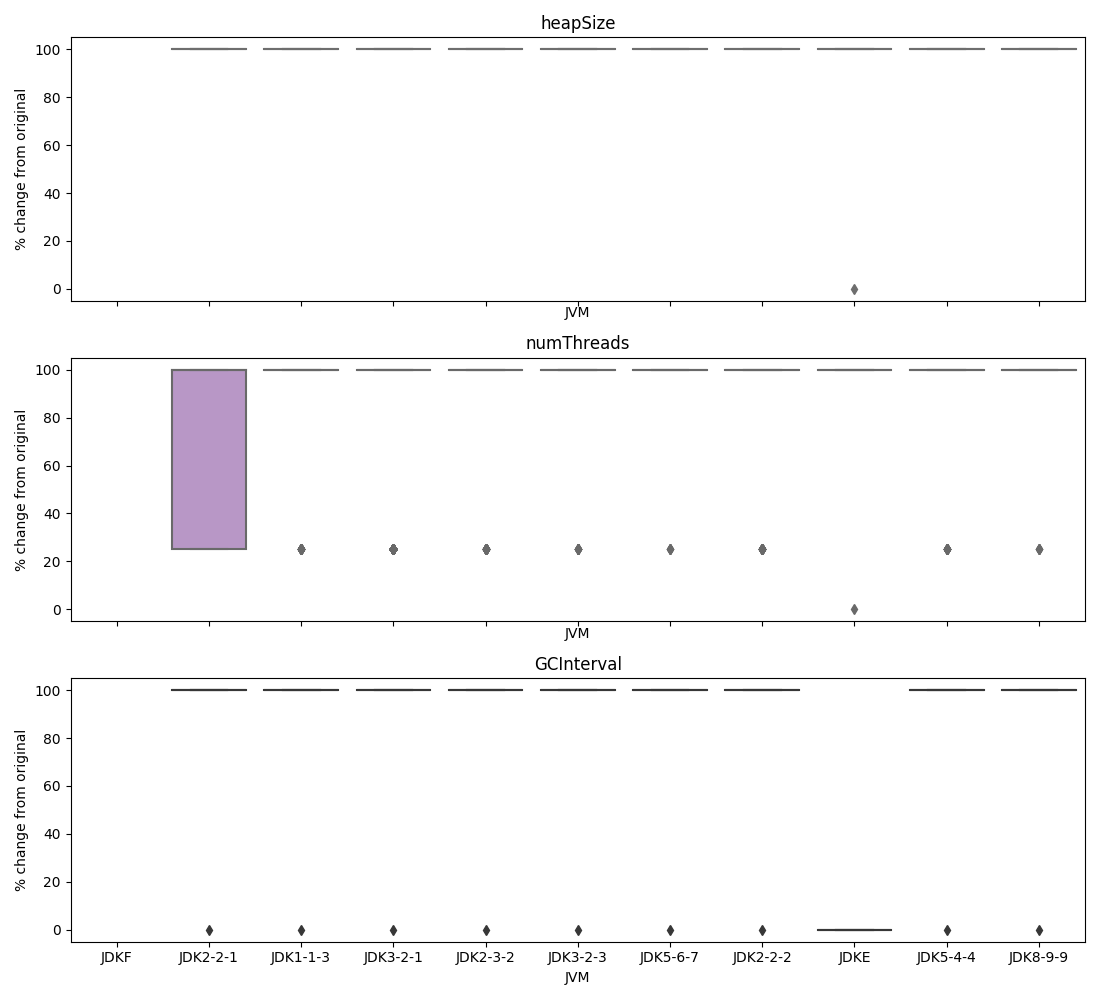 heapSize
% change from original
100
80
60
40
20
0
JVM
numThreads
% change from original
100
80
60
40
20
0
JVM
GCInterval
% change from original
100
80
60
40
20
0
JDKF JDK2-2-1 JDK1-1-3 JDK3-2-1 JDK2-3-2 JDK3-2-3 JDK5-6-7 JDK2-2-2 JDKE JDK5-4-4 JDK8-9-9
JVM